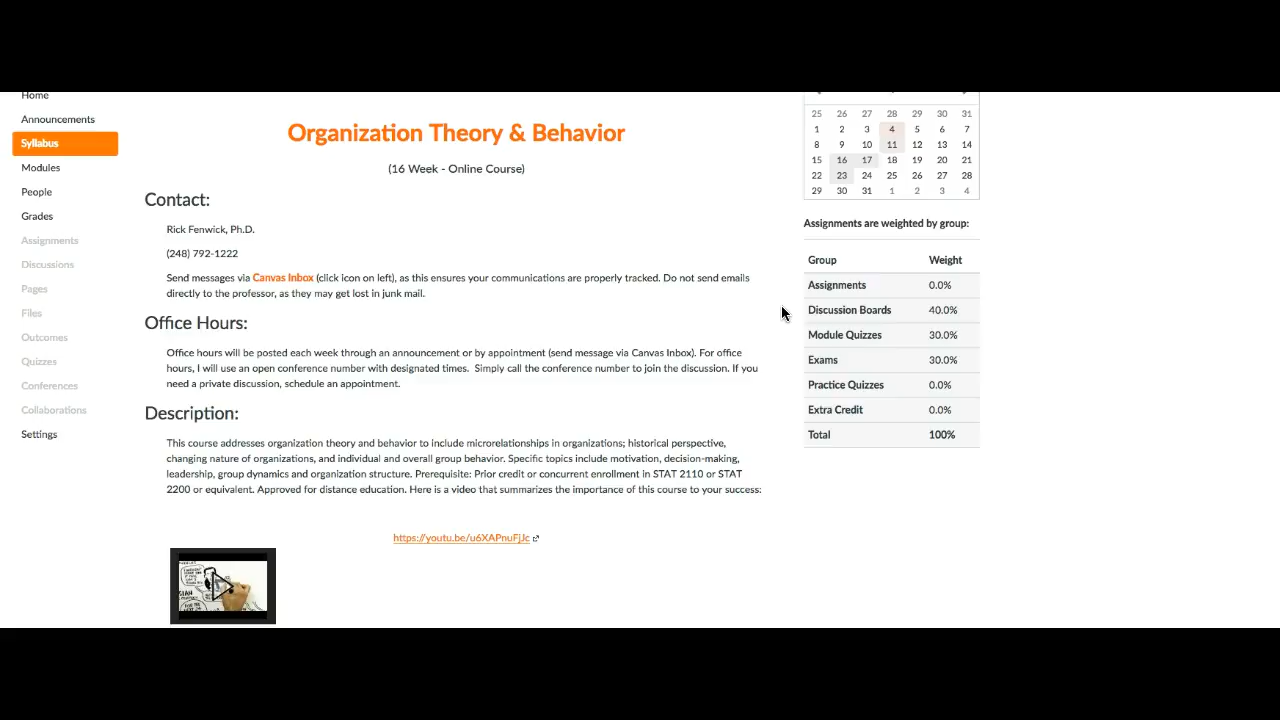 Home
Announcements
Syllabus
Modules
People
Grades
Assignments
Discussions
Pages
Files
Outcomes
Quizzes
Conferences
Collaborations
Settings
Organization Theory & Behavior
(16 Week - Online Course)
Contact:
Rick Fenwick, Ph.D.
(248) 792-1222
Send messages via Canvas Inbox (click icon on left), as this ensures your communications are properly tracked. Do not send emails
directly to the professor, as they may get lost in junk mail.
Office Hours:
Office hours will be posted each week through an announcement or by appointment (send message via Canvas Inbox). For office
hours, I will use an open conference number with designated times. Simply call the conference number to join the discussion. If you
need a private discussion, schedule an appointment.
Description:
This course addresses organization theory and behavior to include microrelationships in organizations; historical perspective,
changing nature of organizations, and individual and overall group behavior. Specific topics include motivation, decision-making,
leadership, group dynamics and organization structure. Prerequisite: Prior credit or concurrent enrollment in STAT 2110 or STAT
2200 or equivalent. Approved for distance education. Here is a video that summarizes the importance of this course to your success:
https://youtu.be/u6XAPnuFjJc
25 26 27 28 29 30 31
1 2 3 4 5 6 7
8 9 10 11 12 13 14
15 16 17 18 19 20 21
22 23 24 25 26 27 28
29 30 31 1 2 3 4
Assignments are weighted by group:
Group Weight
Assignments 0.0%
Discussion Boards 40.0%
Module Quizzes 30.0%
Exams 30.0%
Practice Quizzes 0.0%
Extra Credit 0.0%
Total 100%